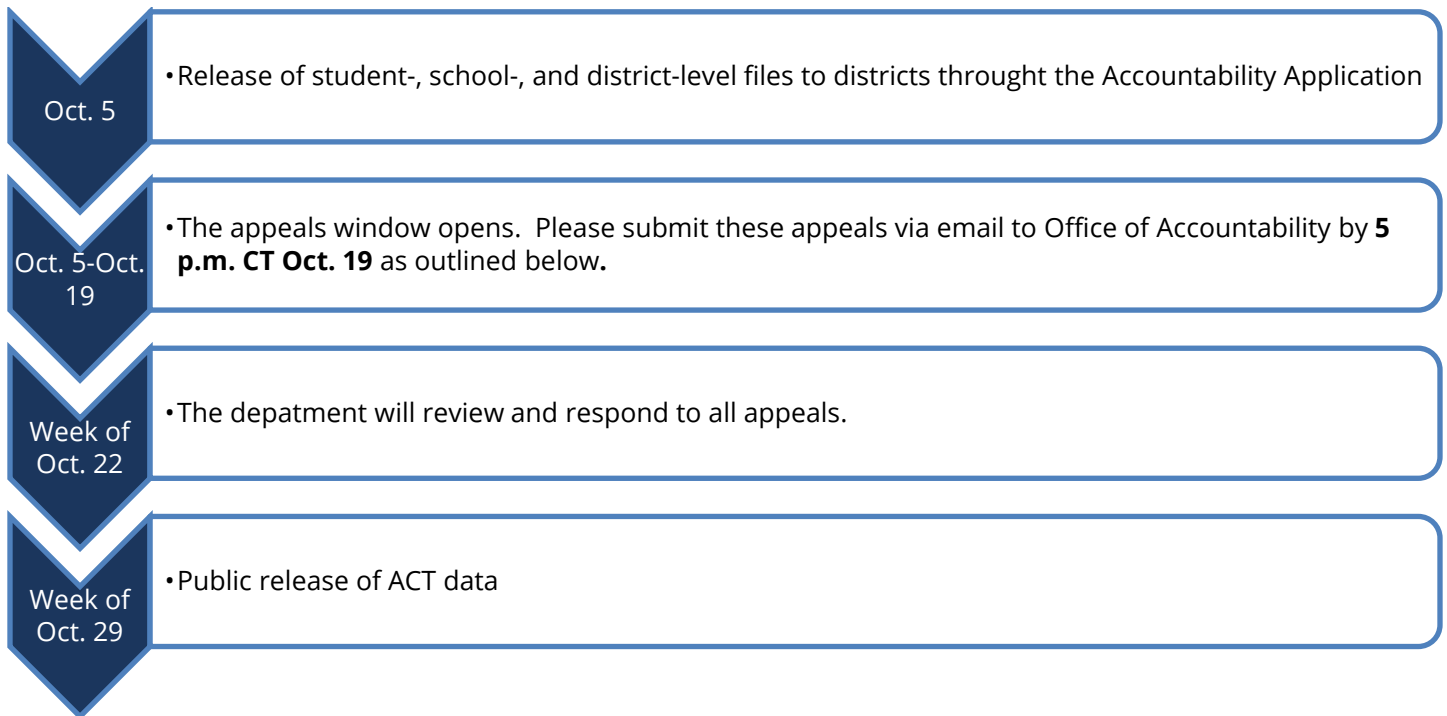 Oct. 5
•Release of student-, school-, and district-level files to districts throught the Accountability Application
Oct. 5-Oct.
19
•The appeals window opens.  Please submit these appeals via email to Office of Accountability by 5
p.m. CT Oct. 19 as outlined below.
Week of
Oct. 22
•The depatment will review and respond to all appeals.
Week of
Oct. 29
•Public release of ACT data